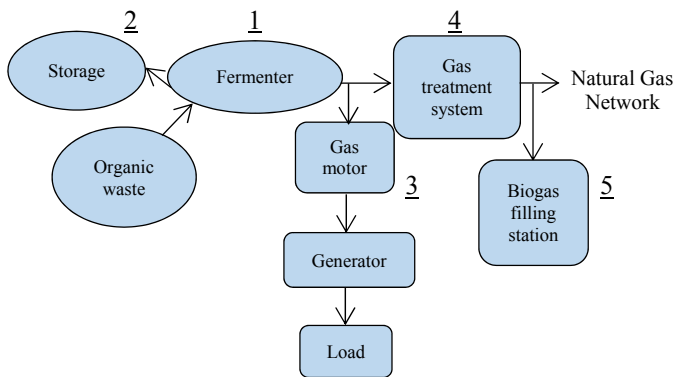 2
1
4
Storage
Fermenter
Gas
treatment
system
Natural Gas
Network
Organic
waste
Gas
motor
3
Biogas
filling
station
5
Generator
Load